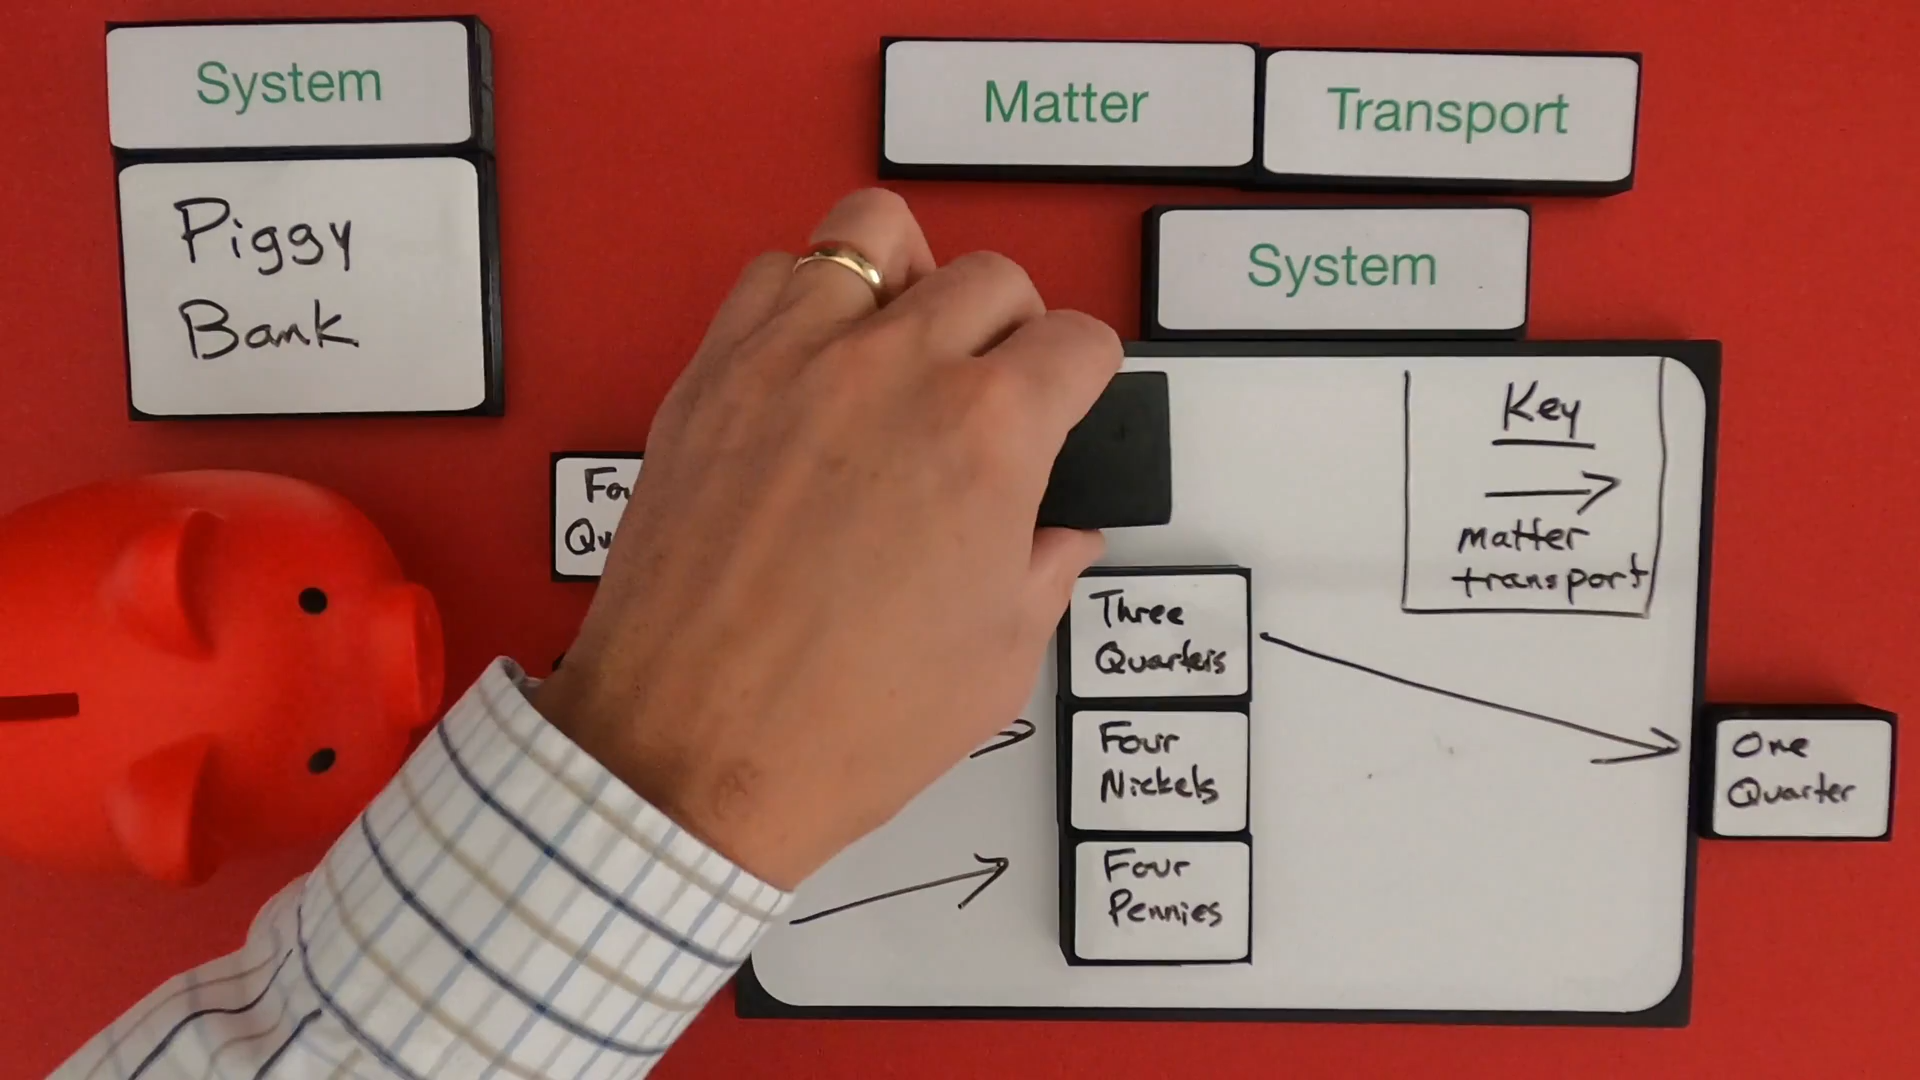 System
Piggy
Bank
Matter
Transport
System
Key
matter
transport
Three
Quarters
Four
Nickels
Four
Pennies
One
Quarter